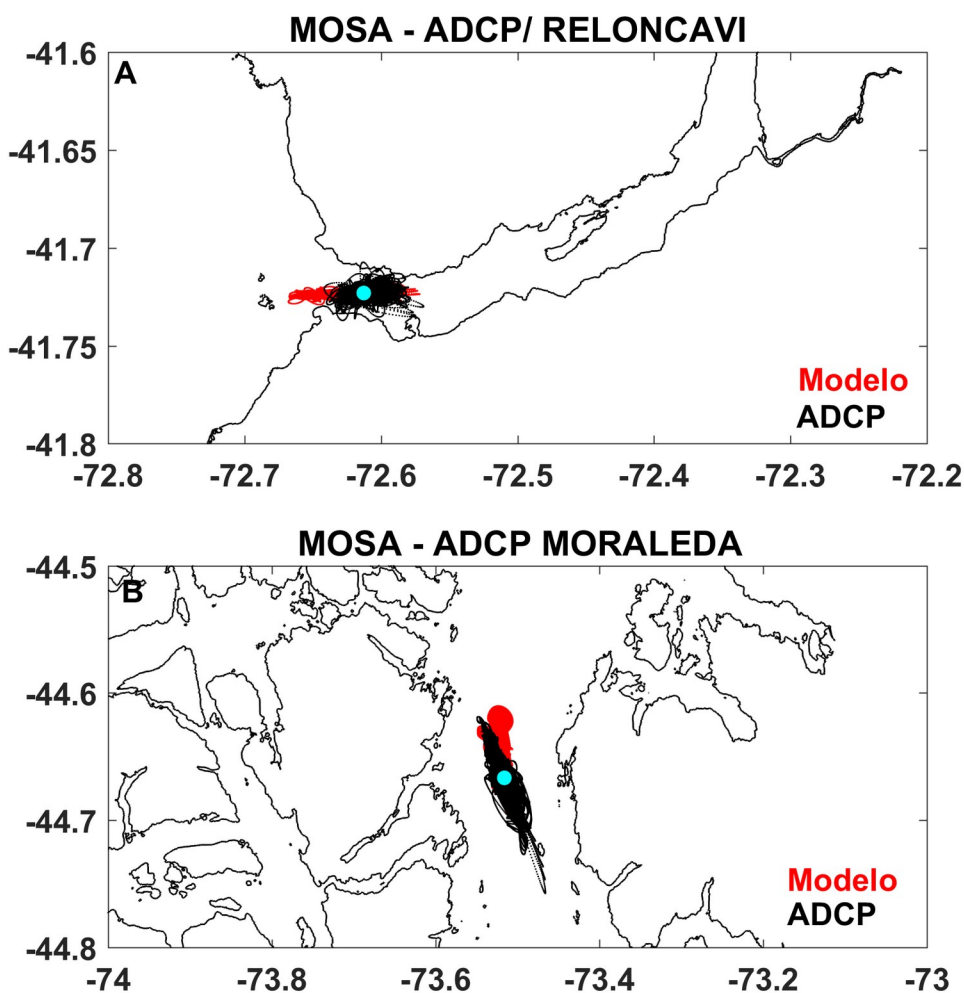 MOSA - ADCP/ RELONCAVI
A
-41.6
-41.65
-41.7
-41.75
-41.8
Modelo
ADCP
-72.8 -72.7 -72.6 -72.5 -72.4 -72.3 -72.2
MOSA - ADCP MORALEDA
B
-44.5
-44.6
-44.7
-44.8
Modelo
ADCP
-74 -73.8 -73.6 -73.4 -73.2 -73